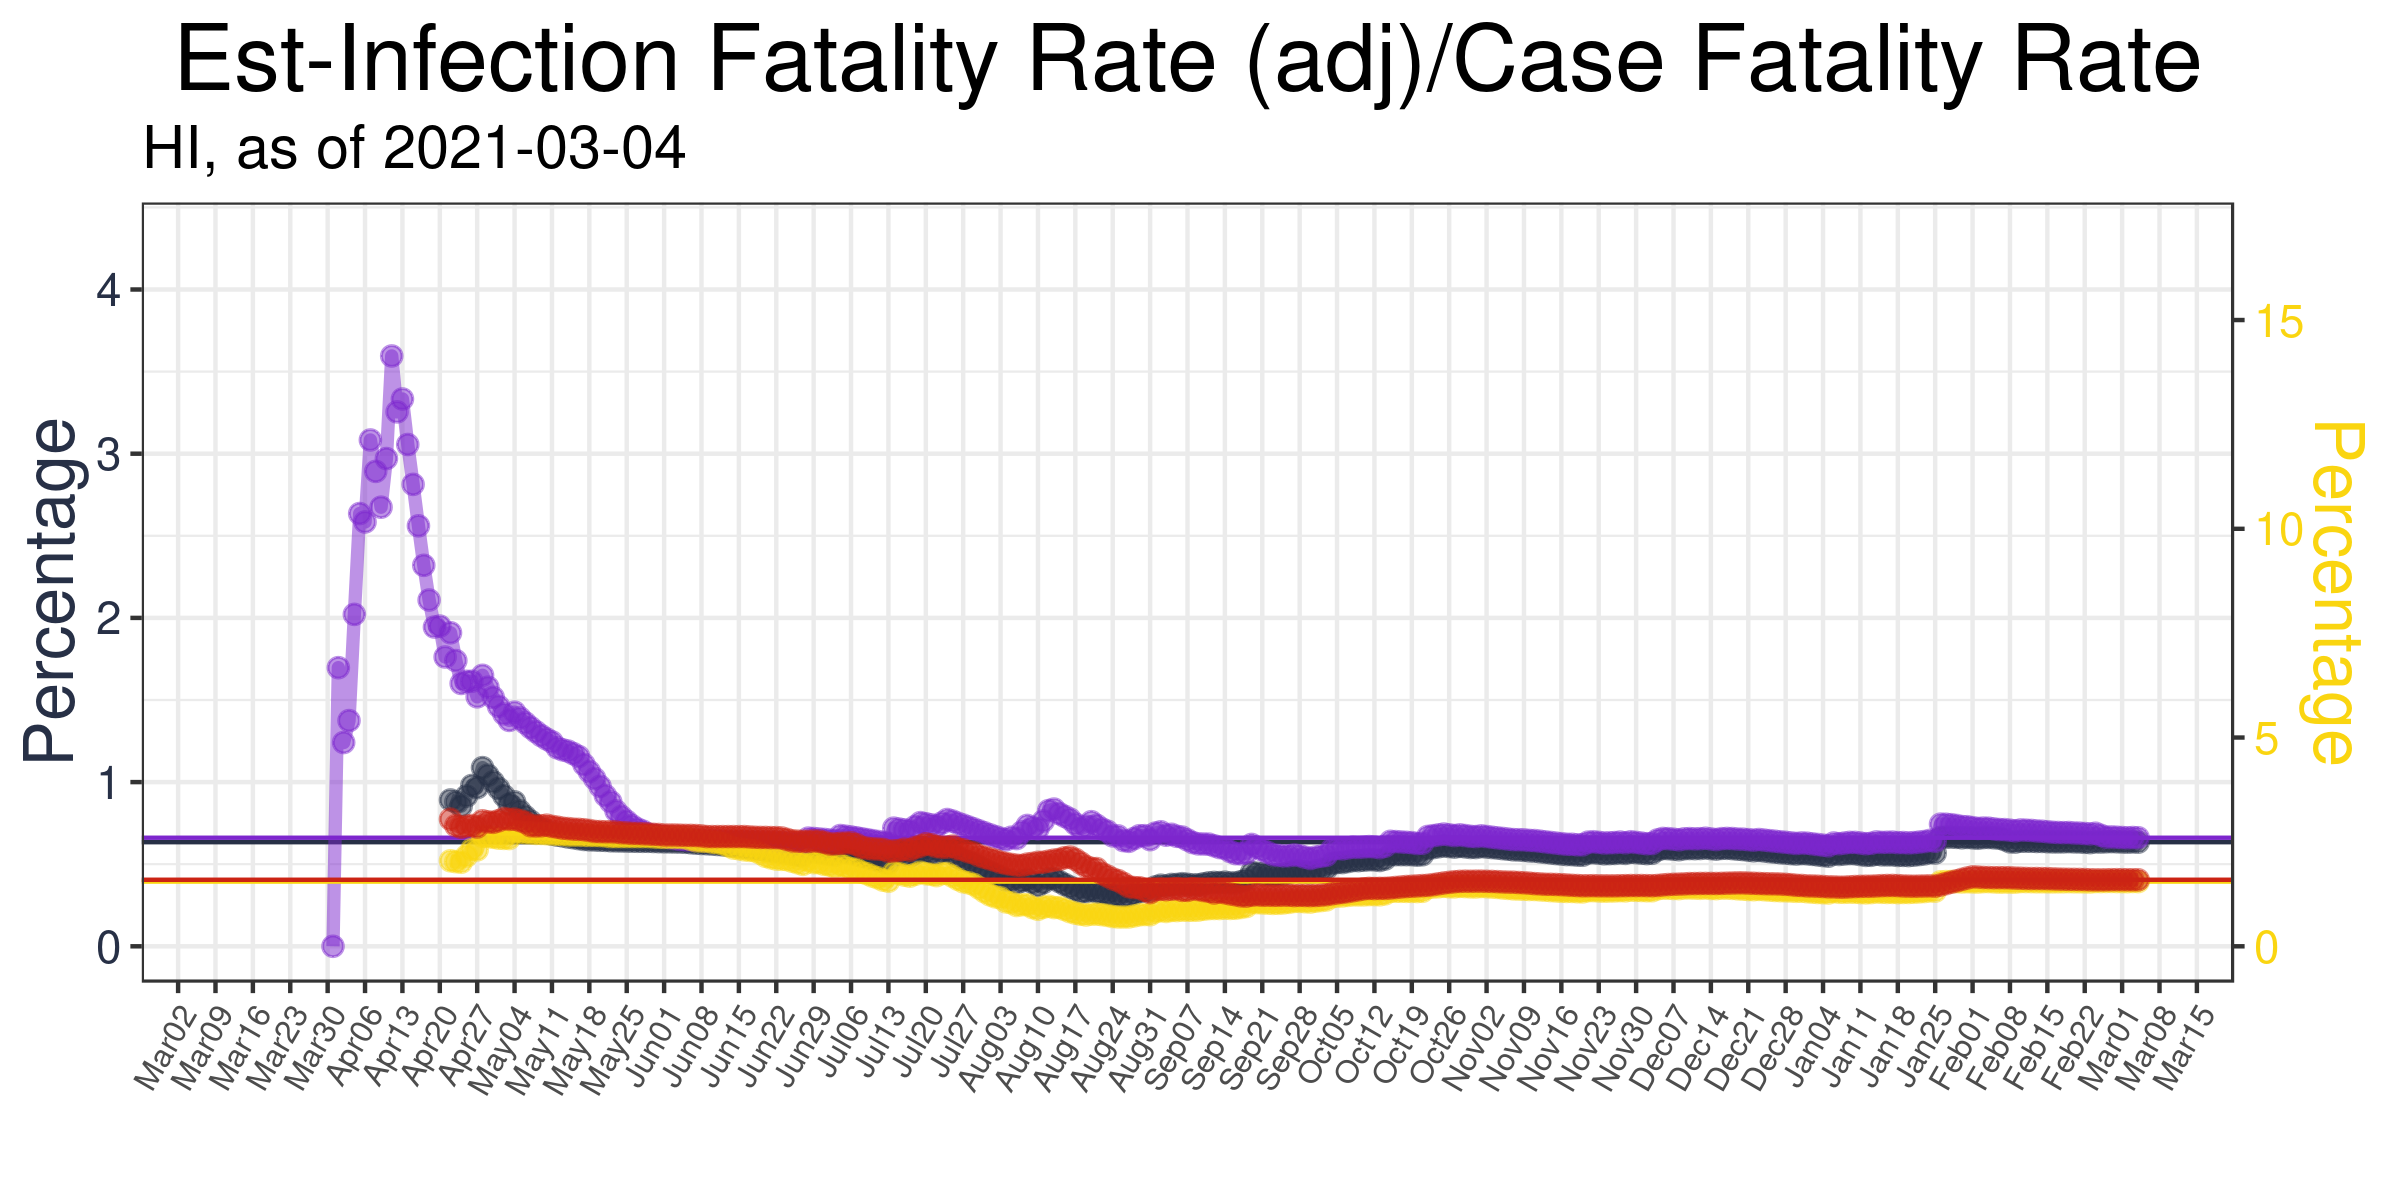 Est-Infection Fatality Rate (adj)/Case Fatality Rate
HI, as of 2021-03-04
Percentage
4
3
2
1
0
15
10
5
0
Percentage
Mar02
Mar09
Mar16
Mar23
Mar30
Apr06
Apr13
Apr20
Apr27
May04
May11
May18
May25
Jun01
Jun08
Jun15
Jun22
Jun29
Jul06
Jul13
Jul20
Jul27
Aug03
Aug10
Aug17
Aug24
Aug31
Sep07
Sep14
Sep21
Sep28
Oct05
Oct12
Oct19
Oct26
Nov02
Nov09
Nov16
Nov23
Nov30
Dec07
Dec14
Dec21
Dec28
Jan04
Jan11
Jan18
Jan25
Feb01
Feb08
Feb15
Feb22
Mar01
Mar08
Mar15